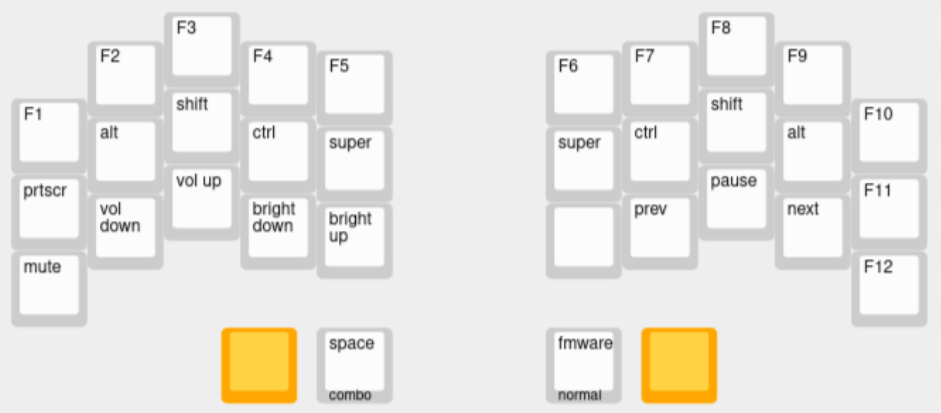 F3
F8
F2
F4
F7
F9
F5
F6
F1
shift
shift
F10
alt
ctrl
ctrl
alt
super
super
prtscr
vol up
pause
F11
vol
down
bright
down
prev
next
bright
up
mute
F12
space
combo
fmware
normal